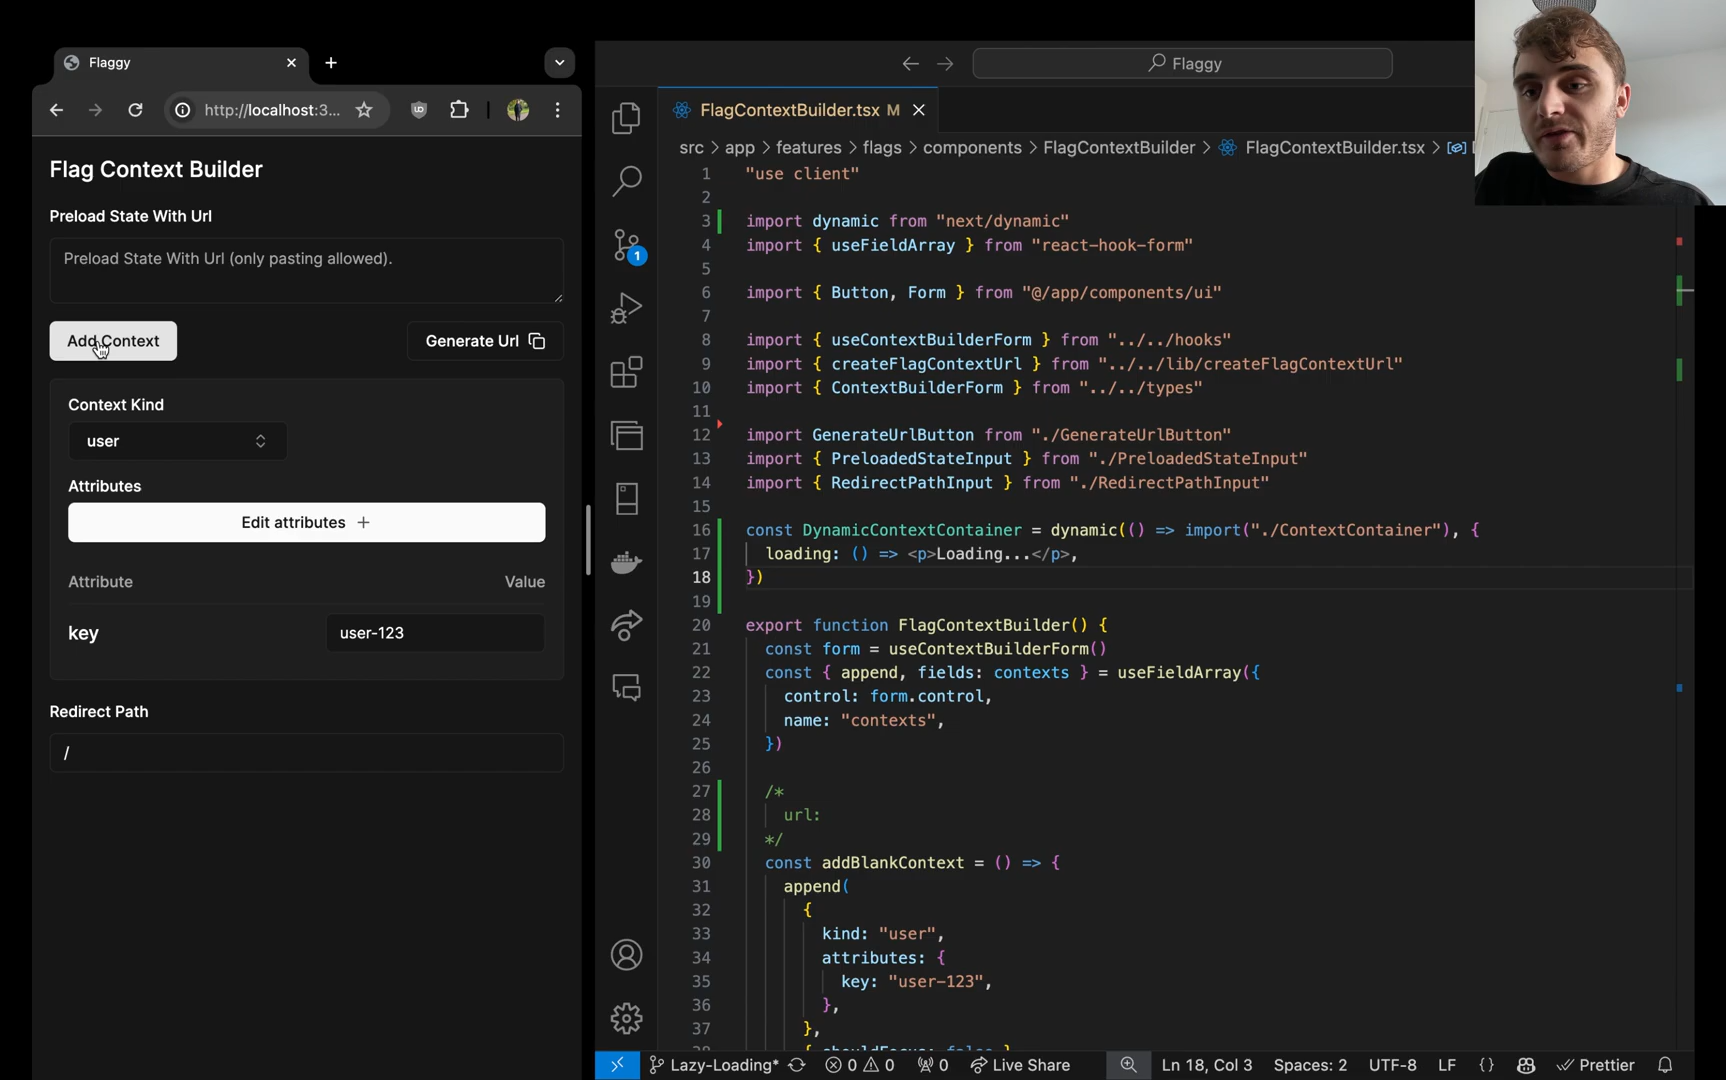 Flaggy
http://localhost:3...
Flag Context Builder
Preload State With Url
Preload State With Url (only pasting allowed).
Add Context
Generate Url
Context Kind
user
Attributes
Edit attributes +
Attribute Value
key user-123
Redirect Path
/
Flaggy
FlagContextBuilder.tsx M
src > app > features > flags > components > FlagContextBuilder > FlagContextBuilder.tsx >
1 "use client"
2
3 import dynamic from "next/dynamic"
4 import { useFieldArray } from "react-hook-form"
5
6 import { Button, Form } from "@/app/components/ui"
7
8 import { useContextBuilderForm } from "../../hooks"
9 import { createFlagContextUrl } from "../../lib/createFlagContextUrl"
10 import { ContextBuilderForm } from "../../types"
11
12 import GenerateUrlButton from "./GenerateUrlButton"
13 import { PreloadedStateInput } from "./PreloadedStateInput"
14 import { RedirectPathInput } from "./RedirectPathInput"
15
16 const DynamicContextContainer = dynamic(() => import("./ContextContainer"), {
17 loading: () => <p>Loading...</p>,
18 })
19
20 export function FlagContextBuilder() {
21 const form = useContextBuilderForm()
22 const { append, fields: contexts } = useFieldArray({
23 control: form.control,
24 name: "contexts",
25 })
26
27 /*
28 url:
29 */
30 const addBlankContext = () => {
31 append(
32 {
33 kind: "user",
34 attributes: {
35 key: "user-123",
36 },
37 },
1
Lazy-Loading* 0 0 0 Live Share Ln 18, Col 3 Spaces: 2 UTF-8 LF {} Prettier